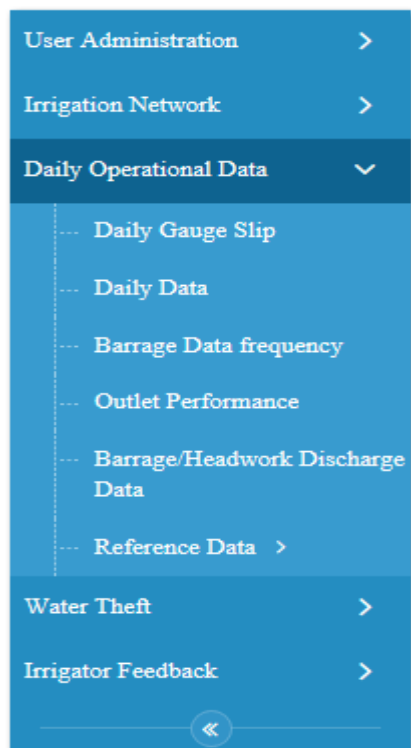 User Administration
Irrigation Network
Daily Operational Data
Daily Gauge Slip
Daily Data
Barrage Data frequency
Outlet Performance
Barrage/Headwork Discharge
Data
Reference Data
Water Theft
Irrigator Feedback